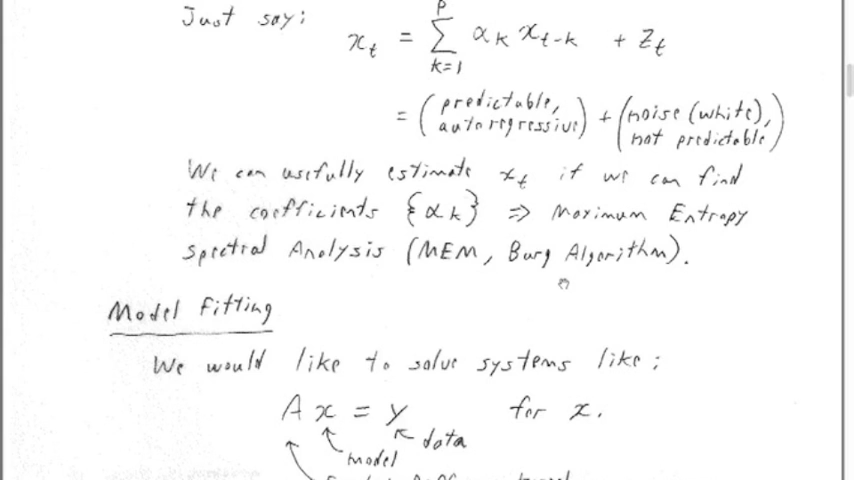 Just say:
x_t = Σ_{k=1}^{p} α_k x_{t-k} + z_t
= (predictable, autoregressive) + (noise (white), not predictable)
We can usefully estimate x_t if we can find
the coefficients {α_k} ⇒ Maximum Entropy
Spectral Analysis (MEM, Burg Algorithm).
Model Fitting
We would like to solve systems like:
A x = y for x.
data
model